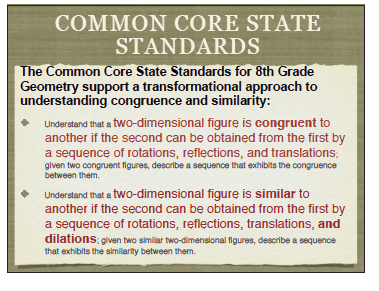 COMMON CORE STATE
STANDARDS
The Common Core State Standards for 8th Grade
Geometry support a transformational approach to
understanding congruence and similarity:
Understand that a two-dimensional figure is congruent to
another if the second can be obtained from the first by
a sequence of rotations, reflections, and translations;
given two congruent figures, describe a sequence that exhibits the congruence
between them.
Understand that a two-dimensional figure is similar to
another if the second can be obtained from the first by
a sequence of rotations, reflections, translations, and
dilations; given two similar two-dimensional figures, describe a sequence
that exhibits the similarity between them.